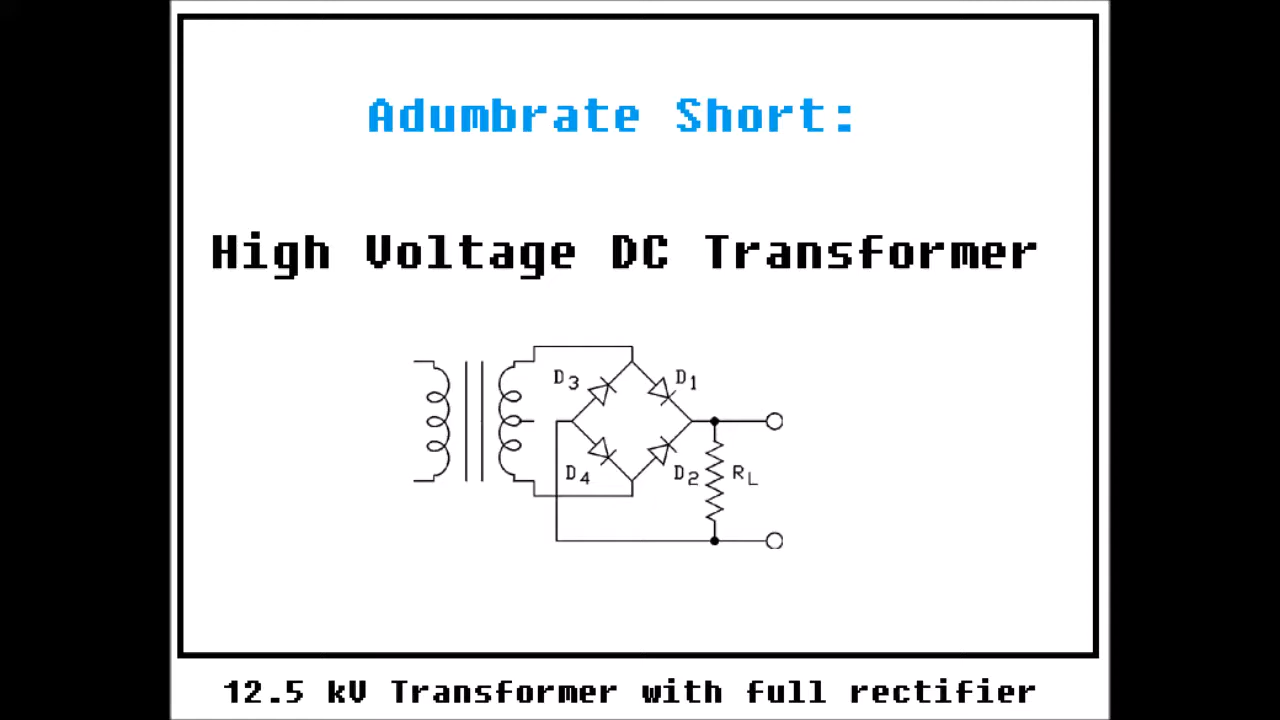 Adumbrate Short:
High Voltage DC Transformer
D3 D1
D4 D2 RL
12.5 kV Transformer with full rectifier